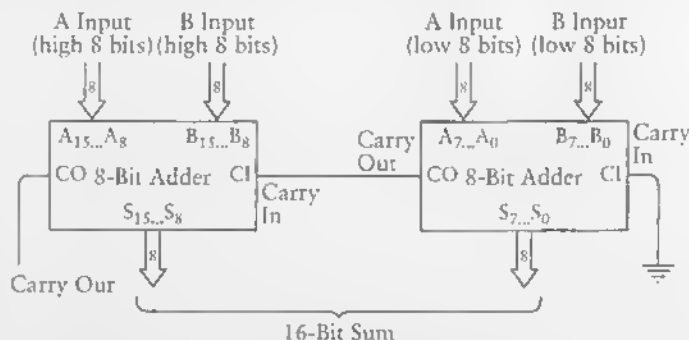 A Input B Input A Input B Input
(high 8 bits) (high 8 bits) (low 8 bits) (low 8 bits)
8 8 8 8
A15...A8 B15...B8 Carry Out A7...A0 B7...B0 Carry In
CO 8-Bit Adder CI Carry In CO 8-Bit Adder CI
S15...S8 S7...S0
8 8
Carry Out
16-Bit Sum